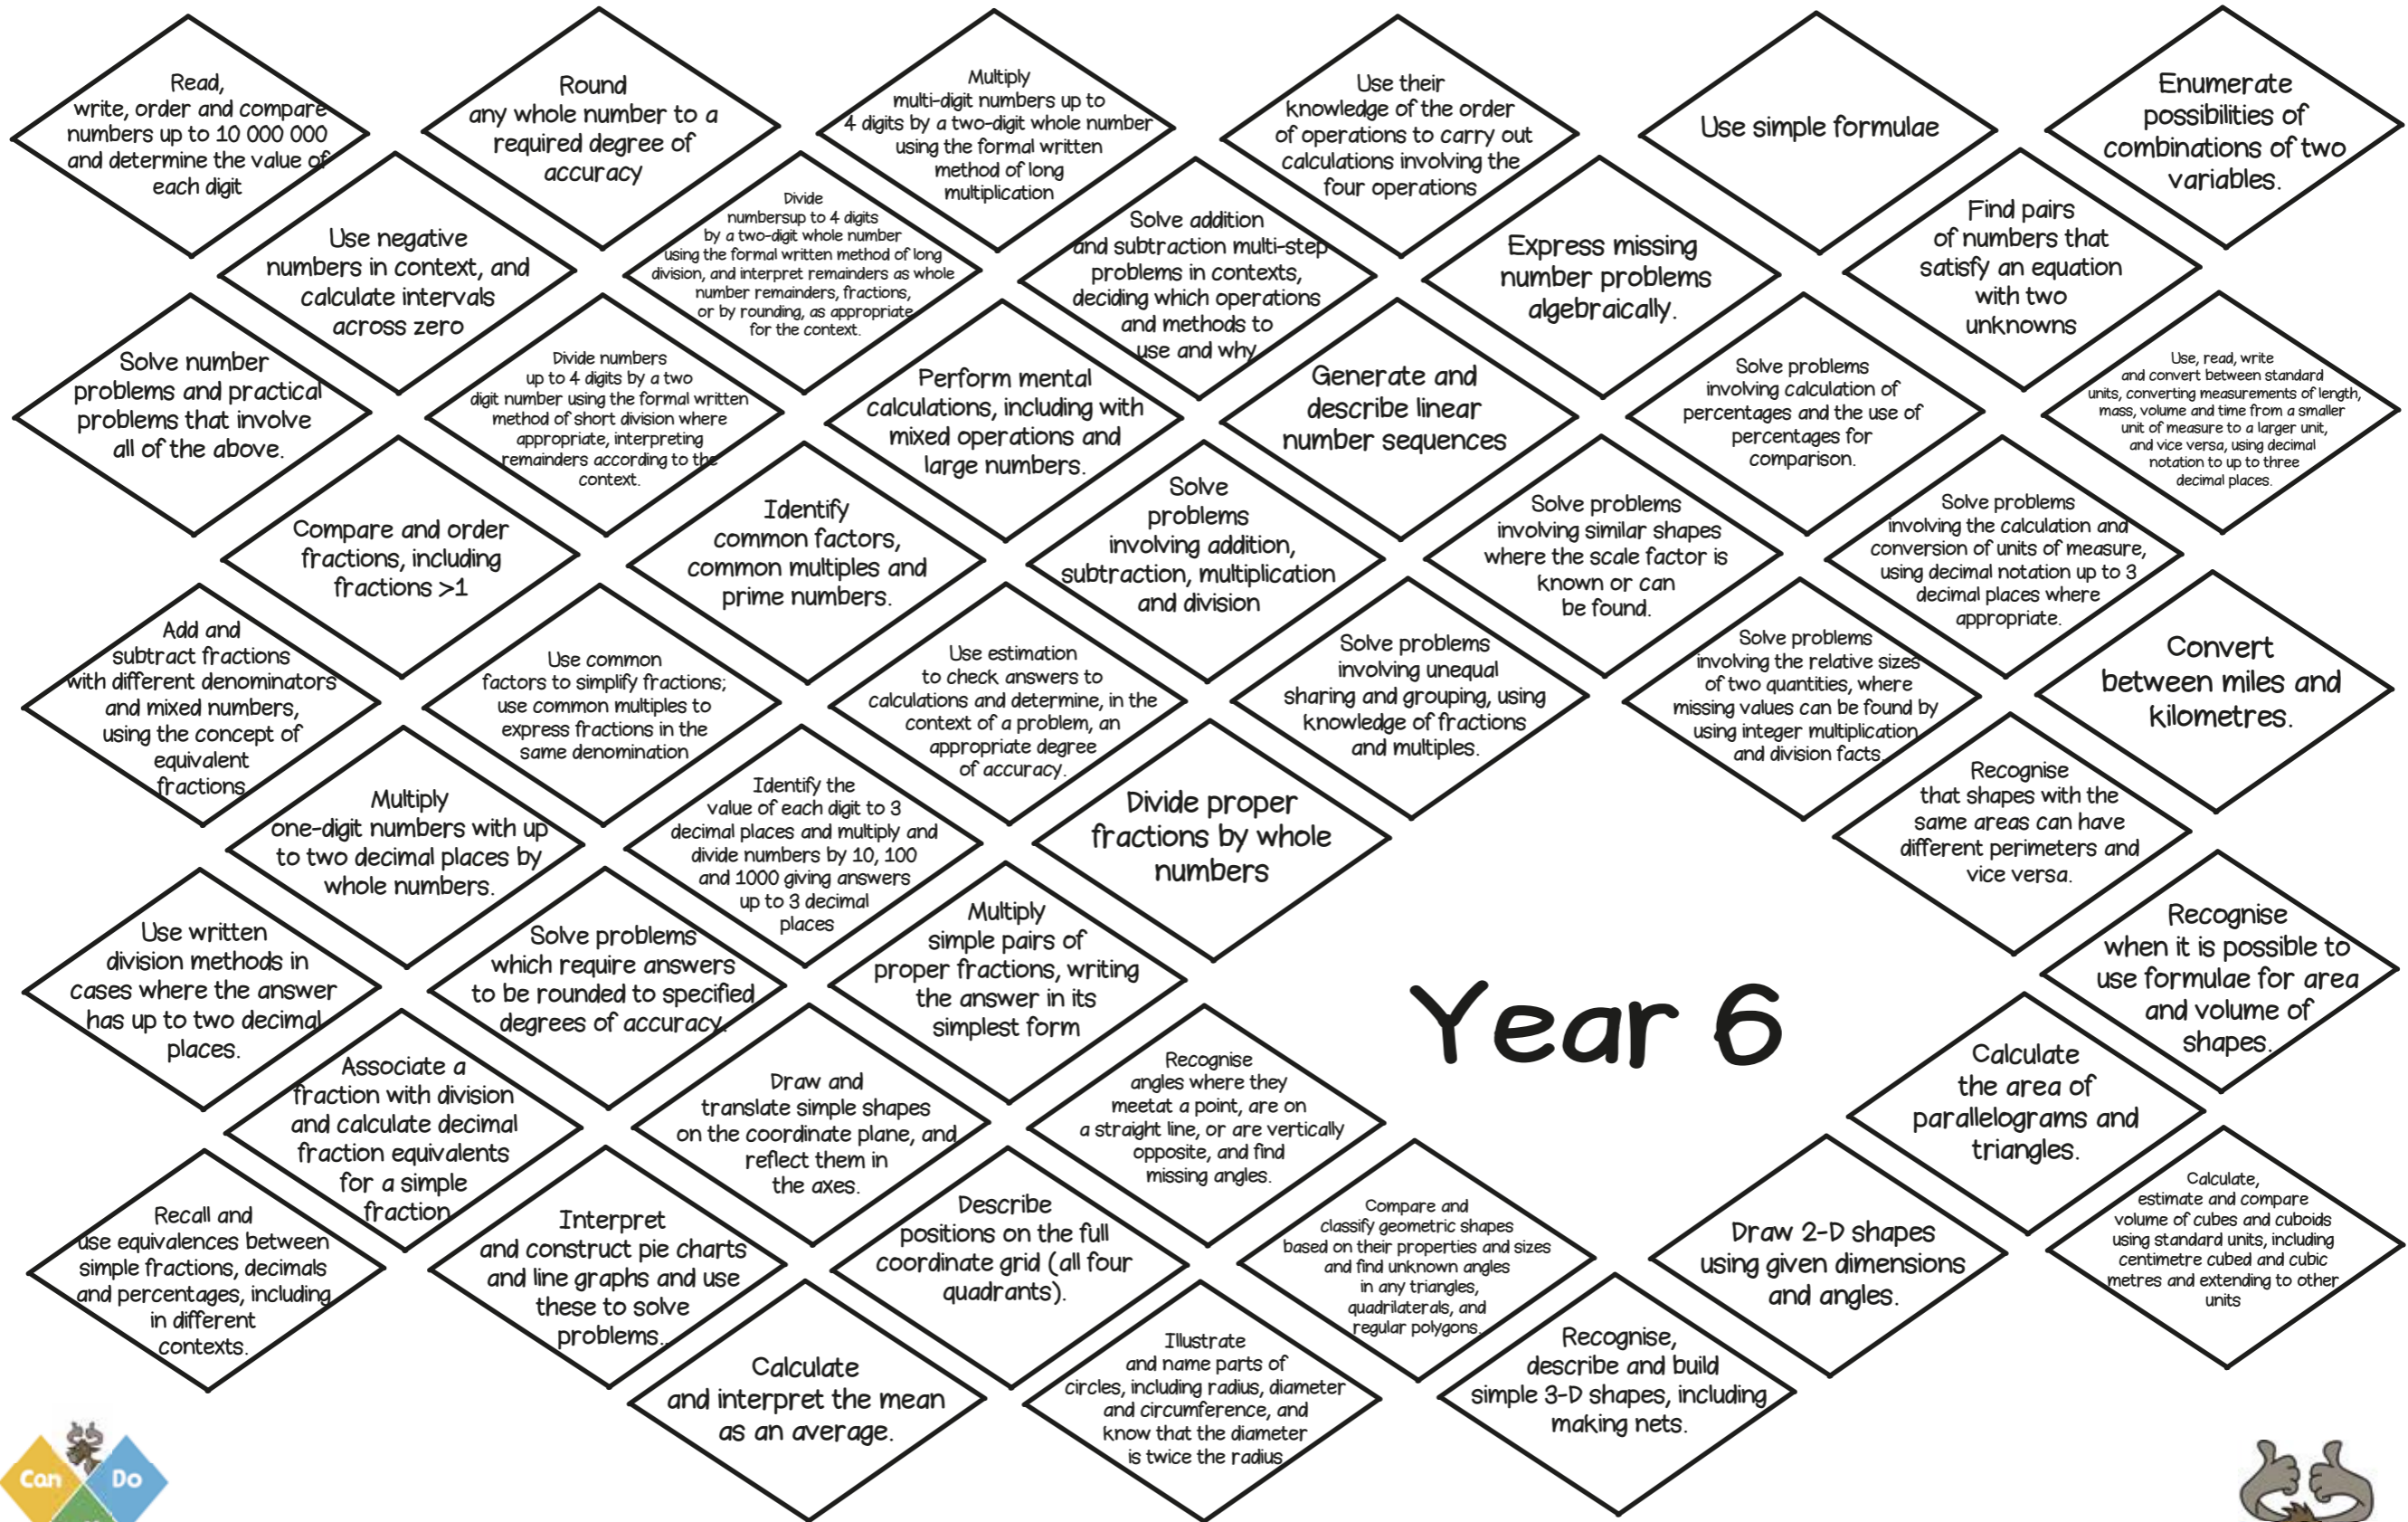 Read,
write, order and compare
numbers up to 10 000 000
and determine the value of
each digit
Round
any whole number to a
required degree of
accuracy
Multiply
multi-digit numbers up to
4 digits by a two-digit whole number
using the formal written
method of long
multiplication
Use their
knowledge of the order
of operations to carry out
calculations involving the
four operations
Use simple formulae
Enumerate
possibilities of
combinations of two
variables.
Use negative
numbers in context, and
calculate intervals
across zero
Divide
numbersup to 4 digits
by a two-digit whole number
using the formal written method of long
division, and interpret remainders as whole
number remainders, fractions,
or by rounding, as appropriate
for the context.
Solve addition
and subtraction multi-step
problems in contexts,
deciding which operations
and methods to
use and why
Express missing
number problems
algebraically.
Find pairs
of numbers that
satisfy an equation
with two
unknowns
Solve number
problems and practical
problems that involve
all of the above.
Divide numbers
up to 4 digits by a two
digit number using the formal written
method of short division where
appropriate, interpreting
remainders according to the
context.
Perform mental
calculations, including with
mixed operations and
large numbers.
Generate and
describe linear
number sequences
Solve problems
involving calculation of
percentages and the use of
percentages for
comparison.
Use, read, write
and convert between standard
units, converting measurements of length,
mass, volume and time from a smaller
unit of measure to a larger unit,
and vice versa, using decimal
notation to up to three
decimal places.
Compare and order
fractions, including
fractions >1
Identify
common factors,
common multiples and
prime numbers.
Solve
problems
involving addition,
subtraction, multiplication
and division
Solve problems
involving similar shapes
where the scale factor is
known or can
be found.
Solve problems
involving the calculation and
conversion of units of measure,
using decimal notation up to 3
decimal places where
appropriate.
Add and
subtract fractions
with different denominators
and mixed numbers,
using the concept of
equivalent
fractions
Use common
factors to simplify fractions;
use common multiples to
express fractions in the
same denomination
Use estimation
to check answers to
calculations and determine, in the
context of a problem, an
appropriate degree
of accuracy.
Solve problems
involving unequal
sharing and grouping, using
knowledge of fractions
and multiples.
Solve problems
involving the relative sizes
of two quantities, where
missing values can be found by
using integer multiplication
and division facts
Convert
between miles and
kilometres.
Multiply
one-digit numbers with up
to two decimal places by
whole numbers.
Identify the
value of each digit to 3
decimal places and multiply and
divide numbers by 10, 100
and 1000 giving answers
up to 3 decimal
places
Divide proper
fractions by whole
numbers
Recognise
that shapes with the
same areas can have
different perimeters and
vice versa.
Use written
division methods in
cases where the answer
has up to two decimal
places.
Solve problems
which require answers
to be rounded to specified
degrees of accuracy.
Multiply
simple pairs of
proper fractions, writing
the answer in its
simplest form
Year 6
Recognise
when it is possible to
use formulae for area
and volume of
shapes.
Associate a
fraction with division
and calculate decimal
fraction equivalents
for a simple
fraction
Draw and
translate simple shapes
on the coordinate plane, and
reflect them in
the axes.
Recognise
angles where they
meetat a point, are on
a straight line, or are vertically
opposite, and find
missing angles.
Calculate
the area of
parallelograms and
triangles.
Recall and
use equivalences between
simple fractions, decimals
and percentages, including
in different
contexts.
Interpret
and construct pie charts
and line graphs and use
these to solve
problems..
Describe
positions on the full
coordinate grid (all four
quadrants).
Compare and
classify geometric shapes
based on their properties and sizes
and find unknown angles
in any triangles,
quadrilaterals, and
regular polygons.
Draw 2-D shapes
using given dimensions
and angles.
Calculate,
estimate and compare
volume of cubes and cuboids
using standard units, including
centimetre cubed and cubic
metres and extending to other
units
Calculate
and interpret the mean
as an average.
Illustrate
and name parts of
circles, including radius, diameter
and circumference, and
know that the diameter
is twice the radius
Recognise,
describe and build
simple 3-D shapes, including
making nets.
Can Do